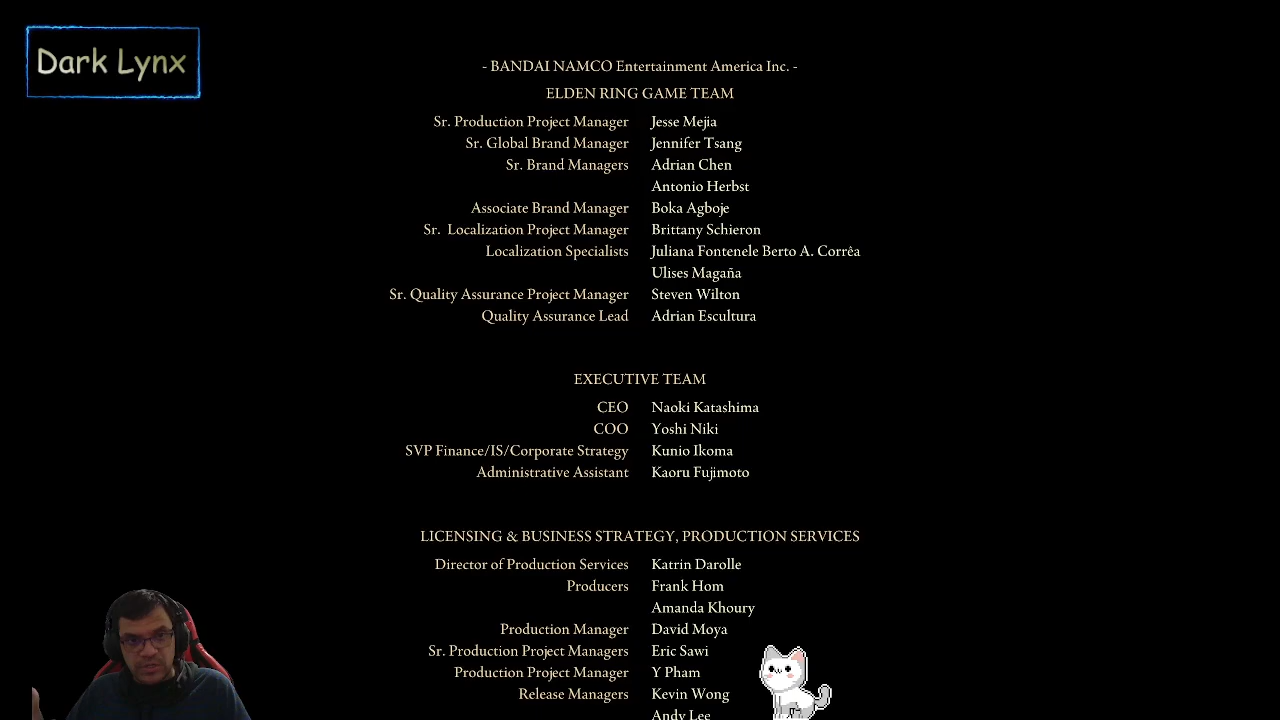 Dark Lynx
- BANDAI NAMCO Entertainment America Inc. -
ELDEN RING GAME TEAM
Sr. Production Project Manager Jesse Mejia
Sr. Global Brand Manager Jennifer Tsang
Sr. Brand Managers Adrian Chen
Antonio Herbst
Associate Brand Manager Boka Agboje
Sr. Localization Project Manager Brittany Schieron
Localization Specialists Juliana Fontenele Berto A. Corrêa
Ulises Magaña
Sr. Quality Assurance Project Manager Steven Wilton
Quality Assurance Lead Adrian Escultura
EXECUTIVE TEAM
CEO Naoki Katashima
COO Yoshi Niki
SVP Finance/IS/Corporate Strategy Kunio Ikoma
Administrative Assistant Kaoru Fujimoto
LICENSING & BUSINESS STRATEGY, PRODUCTION SERVICES
Director of Production Services Katrin Darolle
Producers Frank Hom
Amanda Khoury
Production Manager David Moya
Sr. Production Project Managers Eric Sawi
Production Project Manager Y Pham
Release Managers Kevin Wong
Andy Lee